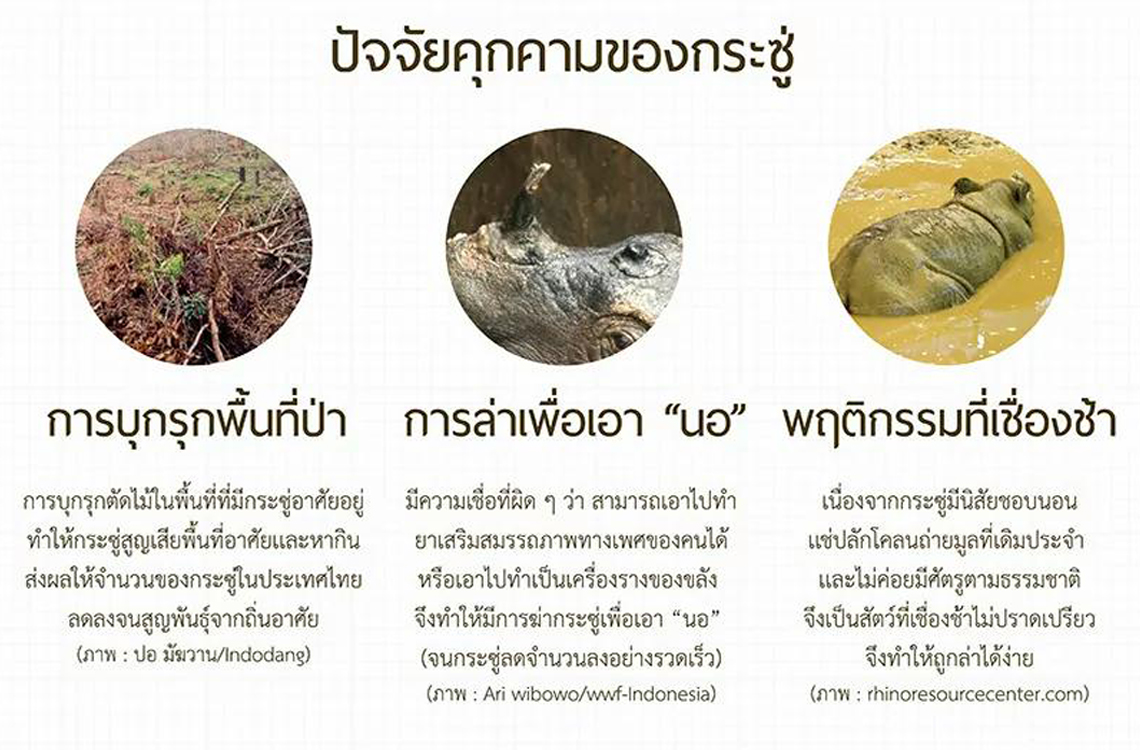 ปัจจัยคุกคามของกระซู่
การบุกรุกพื้นที่ป่า
การบุกรุกตัดไม้ในพื้นที่ที่มีกระซู่อาศัยอยู่
ทำให้กระซู่สูญเสียพื้นที่อาศัยและหากิน
ส่งผลให้จำนวนของกระซู่ในประเทศไทย
ลดลงจนสูญพันธุ์จากถิ่นอาศัย
(ภาพ : ปอ มัฆวาน/Indodang)
การล่าเพื่อเอา “นอ”
มีความเชื่อที่ผิด ๆ ว่า สามารถเอาไปทำ
ยาเสริมสมรรถภาพทางเพศของคนได้
หรือเอาไปทำเป็นเครื่องรางของขลัง
จึงทำให้มีการฆ่ากระซู่เพื่อเอา “นอ”
(จนกระซู่ลดจำนวนลงอย่างรวดเร็ว)
(ภาพ : Ari wibowo/wwf-Indonesia)
พฤติกรรมที่เชื่องช้า
เนื่องจากกระซู่มีนิสัยชอบนอน
แช่ปลักโคลนถ่ายมูลที่เดิมประจำ
และไม่ค่อยมีศัตรูตามธรรมชาติ
จึงเป็นสัตว์ที่เชื่องช้าไม่ปราดเปรียว
จึงทำให้ถูกล่าได้ง่าย
(ภาพ : rhinoresourcecenter.com)